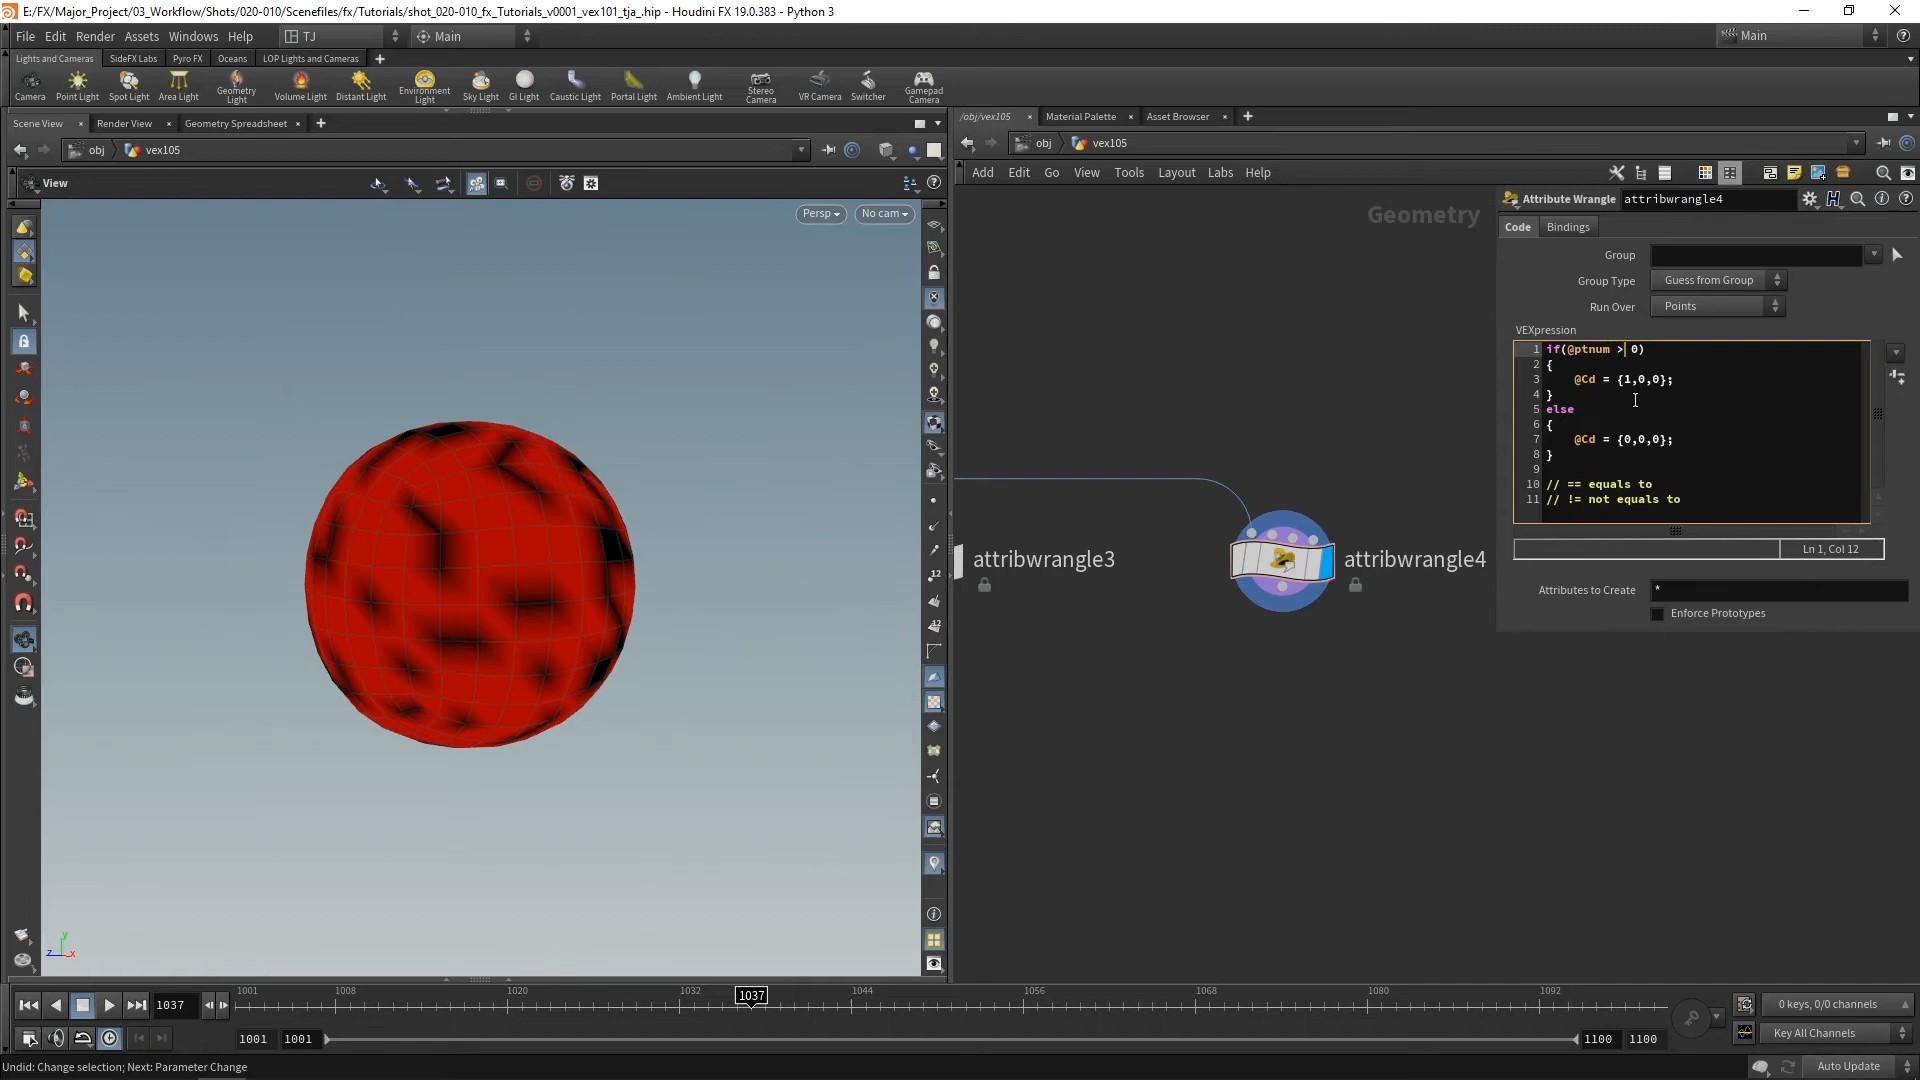 E:/FX/Major_Project/03_Workflow/Shots/020-010/Scenefiles/fx/Tutorials/shot_020-010_fx_Tutorials_v0001_vex101_tja_.hip - Houdini FX 19.0.383 - Python 3
File Edit Render Assets Windows Help TJ Main Main
Lights and Cameras SideFX Labs Pyro FX Oceans LOP Lights and Cameras
Camera Point Light Spot Light Area Light Geometry Light Volume Light Distant Light Environment Light Sky Light GI Light Caustic Light Portal Light Ambient Light Stereo Camera VR Camera Switcher Gamepad Camera
Scene View Render View Geometry Spreadsheet
/obj/vex105 Material Palette Asset Browser
obj vex105
obj vex105
View
Add Edit Go View Tools Layout Labs Help
Persp No cam
Geometry
Attribute Wrangle attribwrangle4
Code Bindings
Group
Group Type Guess from Group
Run Over Points
VEXpression
1 if(@ptnum > 0)
2 {
3 @Cd = {1,0,0};
4 }
5 else
6 {
7 @Cd = {0,0,0};
8 }
9
10 // == equals to
11 // != not equals to
Ln 1, Col 12
Attributes to Create *
Enforce Prototypes
attribwrangle3
attribwrangle4
12
12
y
z x
1037
1001 1008 1020 1032 1037 1044 1056 1068 1080 1092
0 keys, 0/0 channels
1001 1001 1100 1100
Key All Channels
Undid: Change selection; Next: Parameter Change
Auto Update